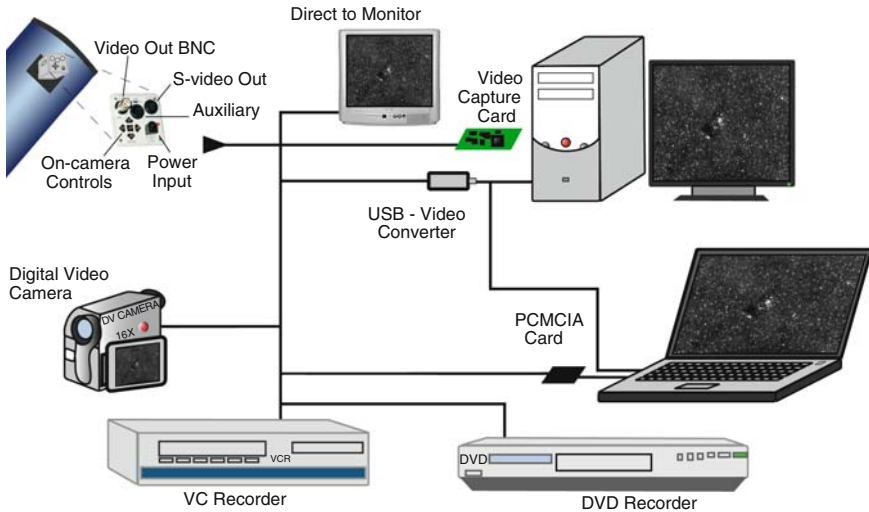 Direct to Monitor
Video Out BNC
S-video Out
Auxiliary
On-camera
Controls
Power
Input
Video
Capture
Card
USB - Video
Converter
Digital Video
Camera
DV CAMERA
16X
PCMCIA
Card
VCR
VC Recorder
DVD
DVD Recorder